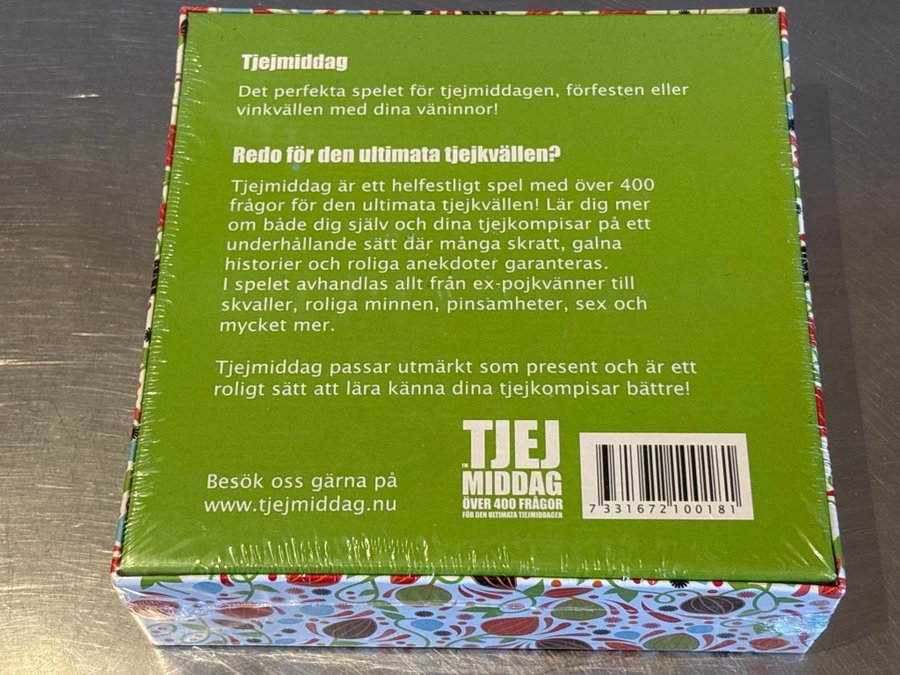 Tjejmiddag
Det perfekta spelet för tjejmiddagen, förfesten eller
vinkvällen med dina väninnor!
Redo för den ultimata tjejkvällen?
Tjejmiddag är ett helfestligt spel med över 400
frågor för den ultimata tjejkvällen! Lär dig mer
om både dig själv och dina tjejkompisar på ett
underhållande sätt där många skratt, galna
historier och roliga anekdoter garanteras.
I spelet avhandlas allt från ex-pojkvänner till
skvaller, roliga minnen, pinsamheter, sex och
mycket mer.
Tjejmiddag passar utmärkt som present och är ett
roligt sätt att lära känna dina tjejkompisar bättre!
Besök oss gärna på
www.tjejmiddag.nu
TJEJ
MIDDAG
TM
ÖVER 400 FRÅGOR
FÖR DEN ULTIMATA TJEJMIDDAGEN
7 331672 100181